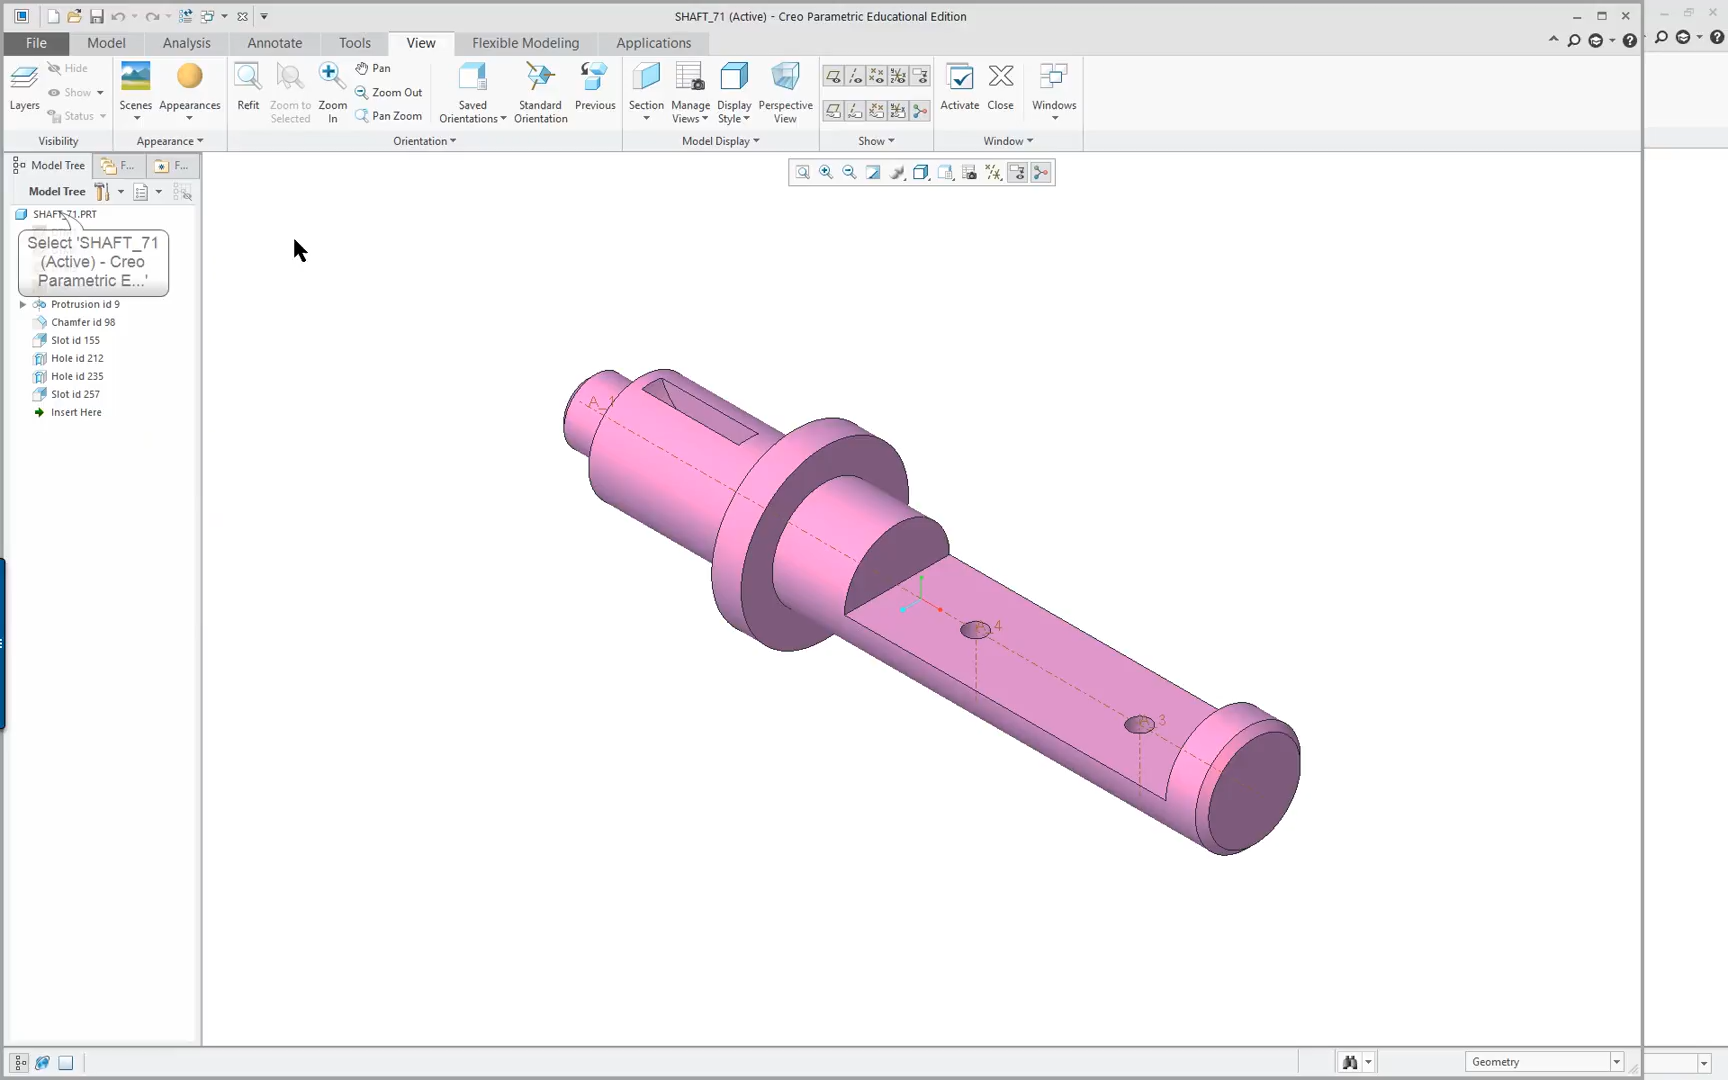 SHAFT_71 (Active) - Creo Parametric Educational Edition
File Model Analysis Annotate Tools View Flexible Modeling Applications
Hide
Show
Status
Layers
Visibility
Scenes
Appearances
Appearance
Refit
Zoom to
Selected
Zoom
In
Pan
Zoom Out
Pan Zoom
Saved
Orientations
Standard
Orientation
Previous
Orientation
Section
Manage
Views
Display
Style
Perspective
View
Model Display
Show
Activate
Close
Windows
Window
Model Tree F... F...
Model Tree
SHAFT_71.PRT
Select 'SHAFT_71
(Active) - Creo
Parametric E...'
Protrusion id 9
Chamfer id 98
Slot id 155
Hole id 212
Hole id 235
Slot id 257
Insert Here
A_1
4
3
Geometry